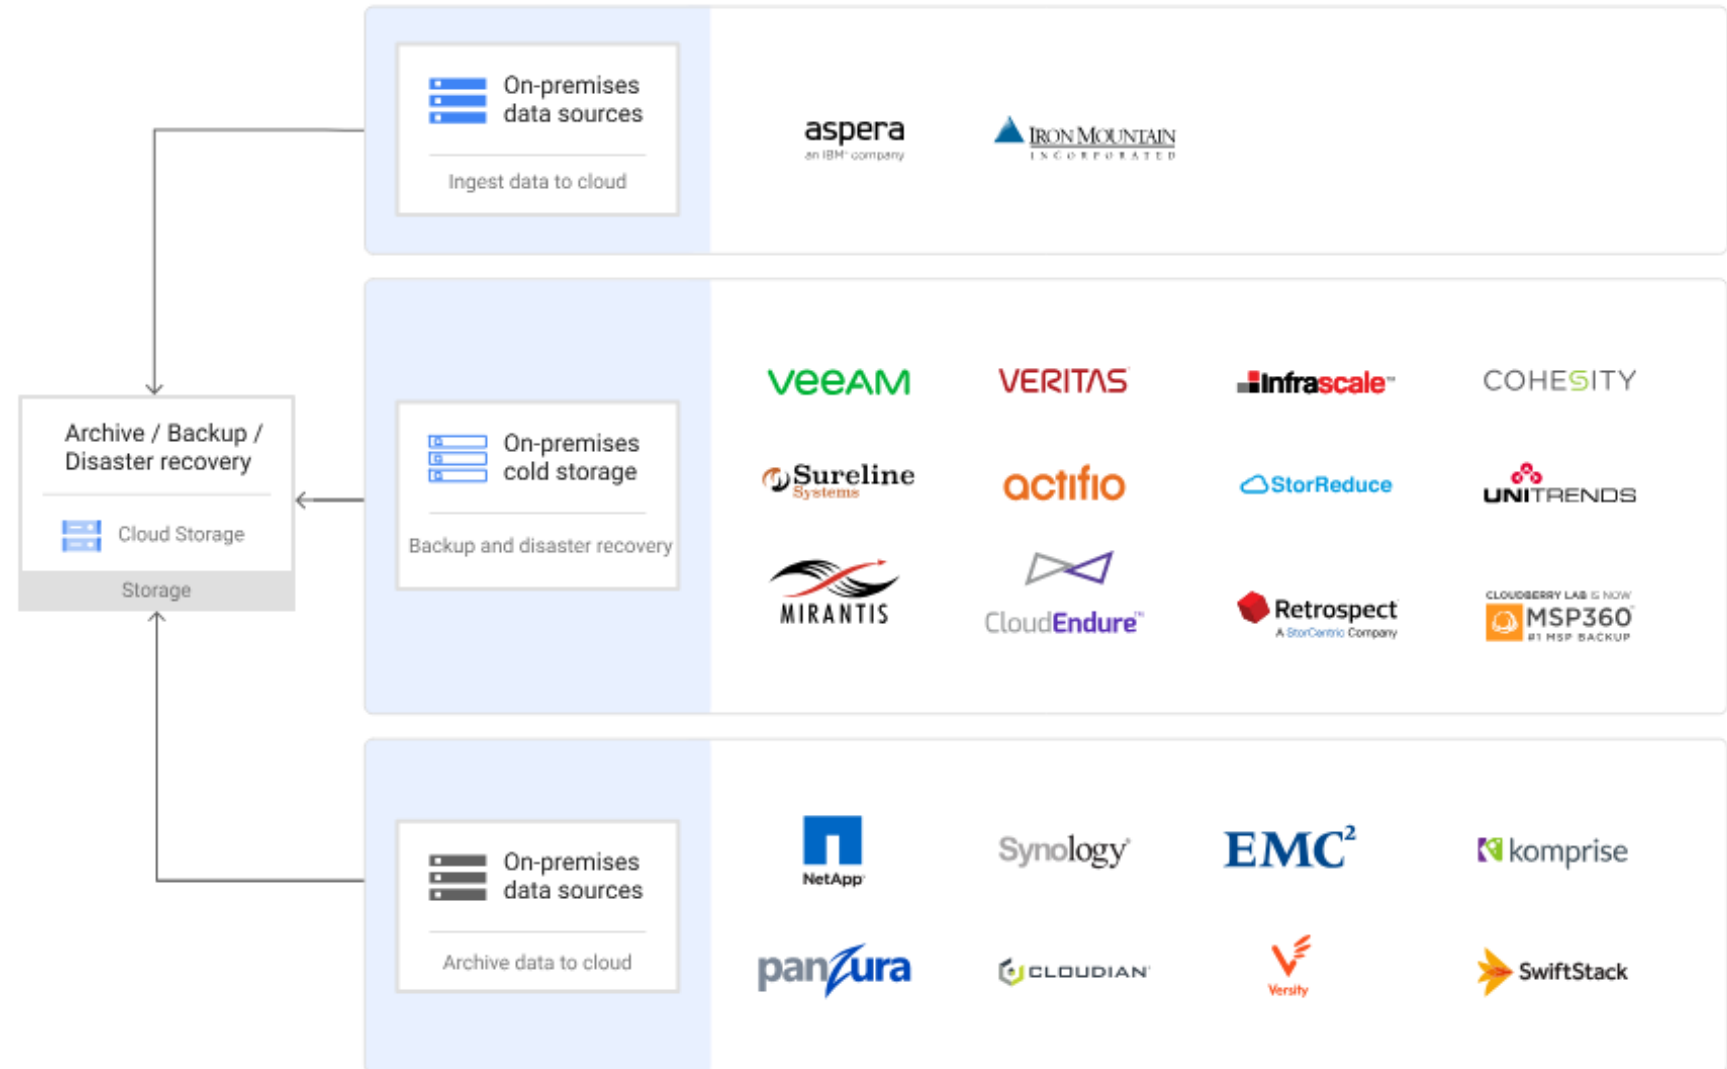 On-premises
data sources
Ingest data to cloud
aspera
an IBM company
IRON MOUNTAIN
INCORPORATED
Archive / Backup /
Disaster recovery
Cloud Storage
Storage
On-premises
cold storage
Backup and disaster recovery
veeAM
VERITAS
Infrascale™
COHESITY
Sureline
Systems
actifio
StorReduce
UNITRENDS
MIRANTIS
CloudEndure™
Retrospect
A StorCentric Company
CLOUDBERRY LAB IS NOW
MSP360
#1 MSP BACKUP
On-premises
data sources
Archive data to cloud
NetApp
Synology®
EMC²
komprise
panzura
CLOUDIAN
Versity
SwiftStack